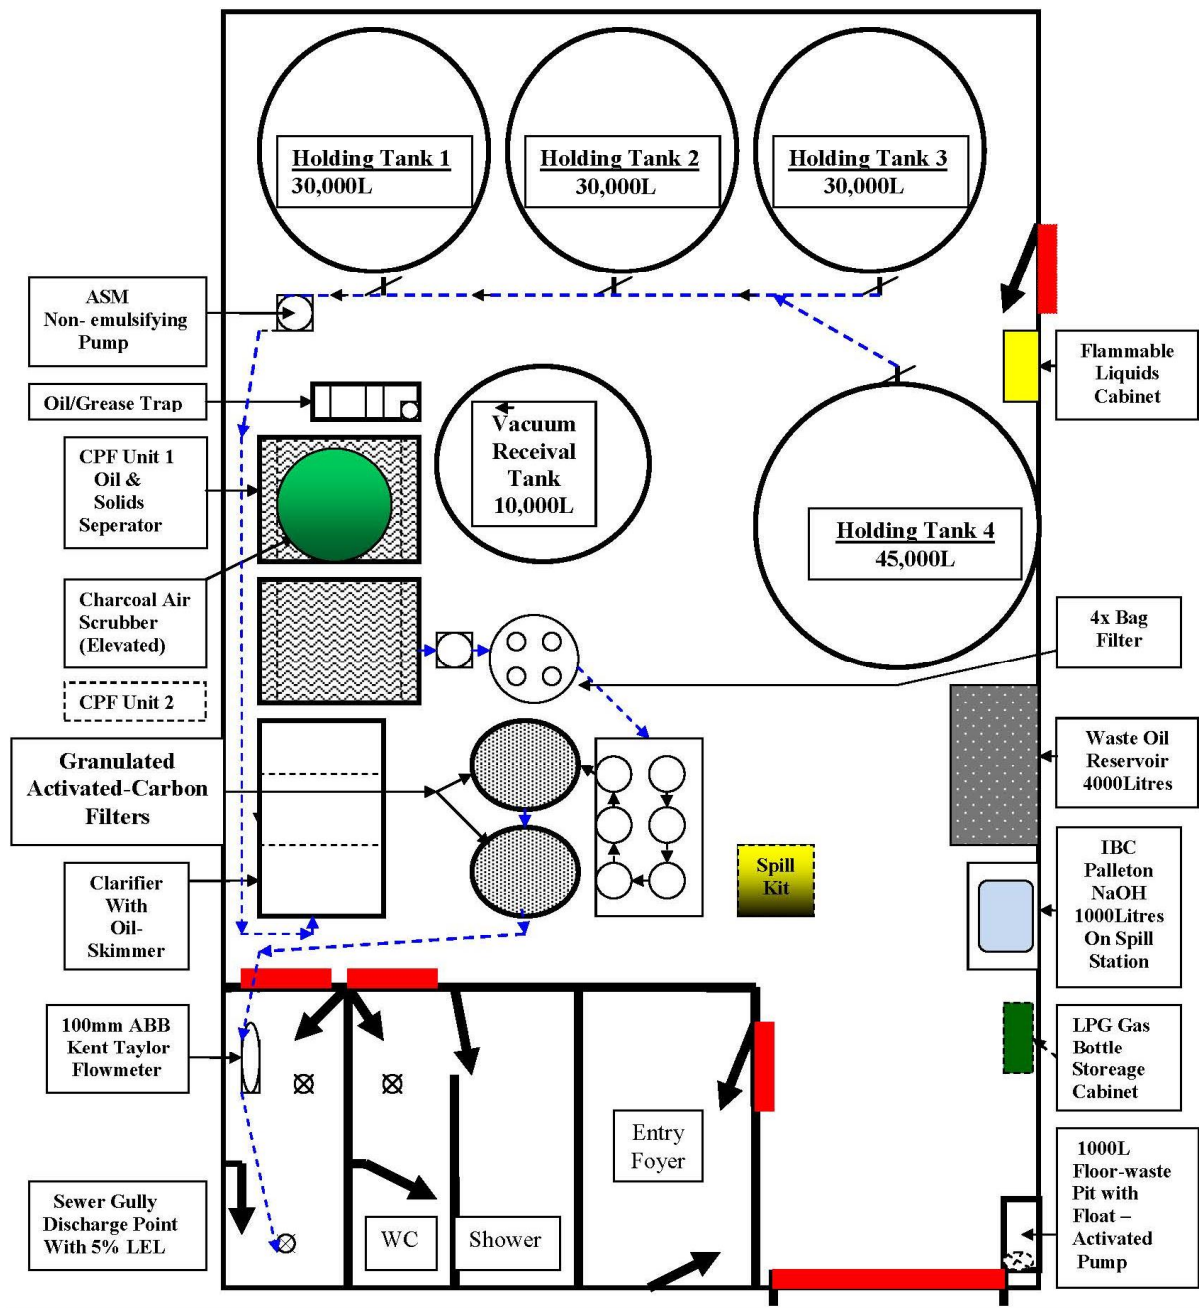 Holding Tank 1
30,000L
Holding Tank 2
30,000L
Holding Tank 3
30,000L
ASM
Non- emulsifying
Pump
Flammable
Liquids
Cabinet
Oil/Grease Trap
Vacuum
Receival
Tank
10,000L
CPF Unit 1
Oil &
Solids
Seperator
Holding Tank 4
45,000L
Charcoal Air
Scrubber
(Elevated)
4x Bag
Filter
CPF Unit 2
Granulated
Activated-Carbon
Filters
Waste Oil
Reservoir
4000Litres
Clarifier
With
Oil-
Skimmer
Spill
Kit
IBC
Palleton
NaOH
1000Litres
On Spill
Station
100mm ABB
Kent Taylor
Flowmeter
LPG Gas
Bottle
Storeage
Cabinet
Entry
Foyer
Sewer Gully
Discharge Point
With 5% LEL
WC
Shower
1000L
Floor-waste
Pit with
Float –
Activated
Pump